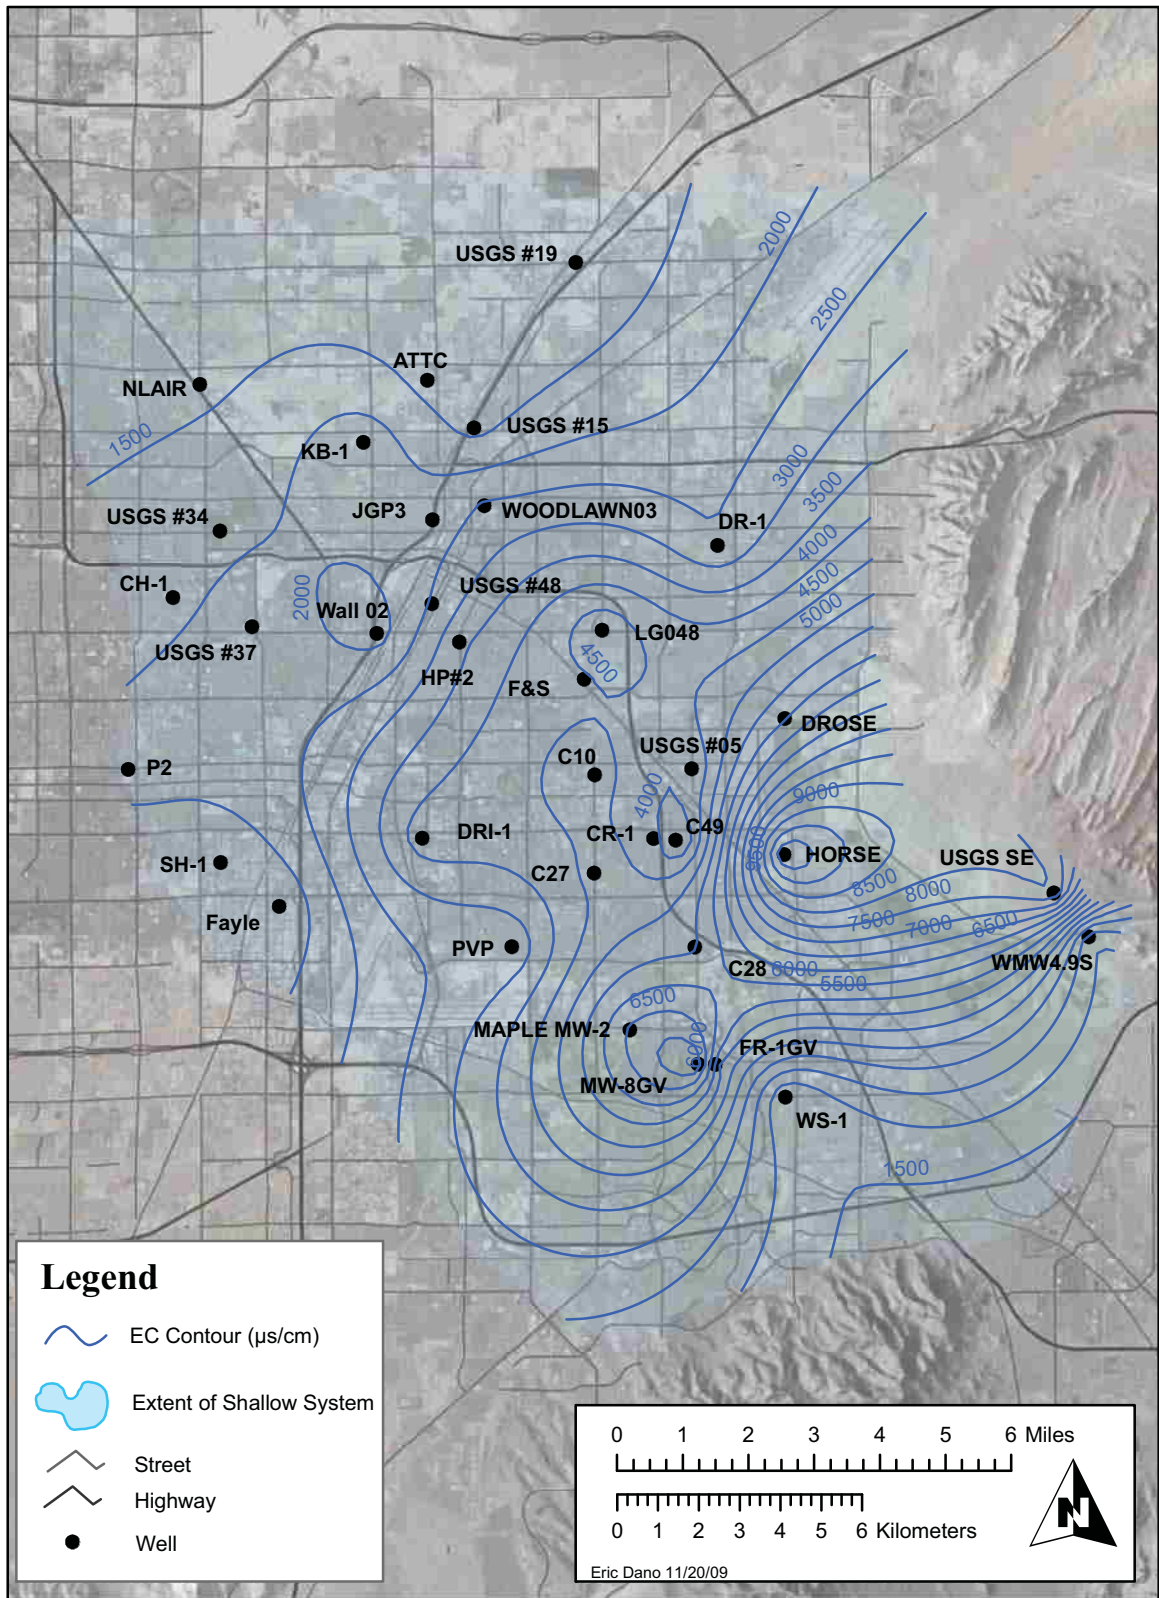 2000
USGS #19
2500
ATTC
NLAIR
1500
USGS #15
KB-1
3000
3500
USGS #34
JGP3
WOODLAWN03
DR-1
4000
4500
CH-1
2000
USGS #48
5000
Wall 02
LG048
USGS #37
HP#2
4500
F&S
DROSE
USGS #05
C10
P2
9000
4000
DRI-1
CR-1
C49
9500
HORSE
USGS SE
SH-1
C27
8500
8000
Fayle
7500
7000
6500
PVP
C28
6000
WMW4.9S
5500
6500
MAPLE MW-2
6000
FR-1GV
MW-8GV
WS-1
1500
Legend
EC Contour (µs/cm)
Extent of Shallow System
Street
Highway
Well
0 1 2 3 4 5 6 Miles
0 1 2 3 4 5 6 Kilometers
N
Eric Dano 11/20/09